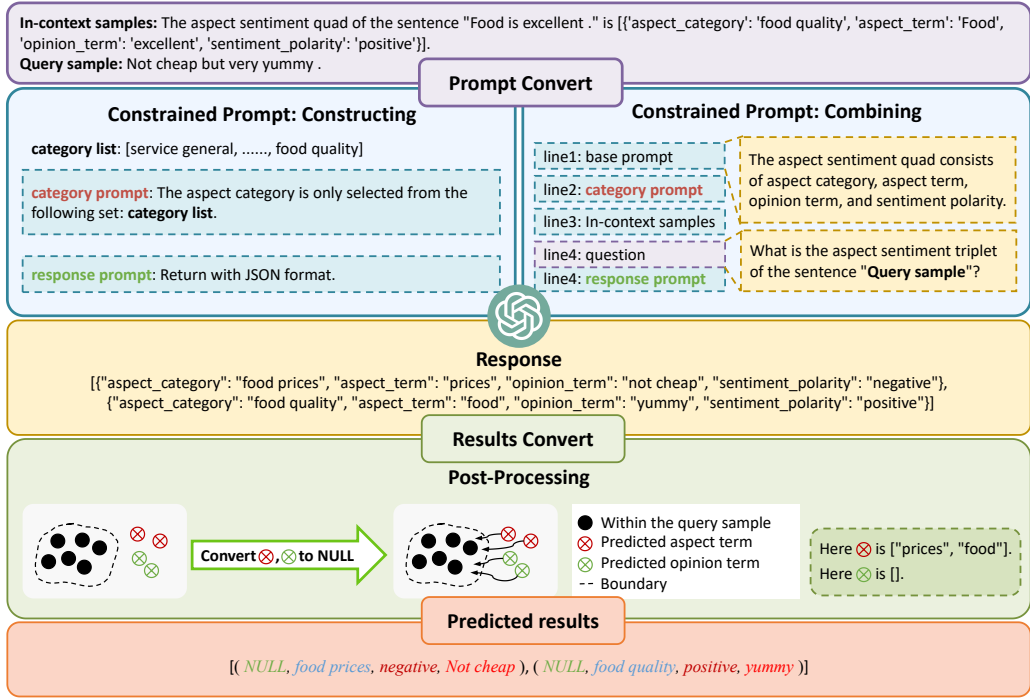 In-context samples: The aspect sentiment quad of the sentence "Food is excellent ." is [{'aspect_category': 'food quality', 'aspect_term': 'Food',
'opinion_term': 'excellent', 'sentiment_polarity': 'positive'}].
Query sample: Not cheap but very yummy .
Prompt Convert
Constrained Prompt: Constructing
category list: [service general, ......, food quality]
category prompt: The aspect category is only selected from the
following set: category list.
response prompt: Return with JSON format.
Constrained Prompt: Combining
line1: base prompt
line2: category prompt
line3: In-context samples
line4: question
line4: response prompt
The aspect sentiment quad consists
of aspect category, aspect term,
opinion term, and sentiment polarity.
What is the aspect sentiment triplet
of the sentence "Query sample"?
Response
[{"aspect_category": "food prices", "aspect_term": "prices", "opinion_term": "not cheap", "sentiment_polarity": "negative"},
{"aspect_category": "food quality", "aspect_term": "food", "opinion_term": "yummy", "sentiment_polarity": "positive"}]
Results Convert
Post-Processing
Convert ⊗, ⊗ to NULL
Within the query sample
Predicted aspect term
Predicted opinion term
Boundary
Here ⊗ is ["prices", "food"].
Here ⊗ is [].
Predicted results
[( NULL, food prices, negative, Not cheap ), ( NULL, food quality, positive, yummy )]